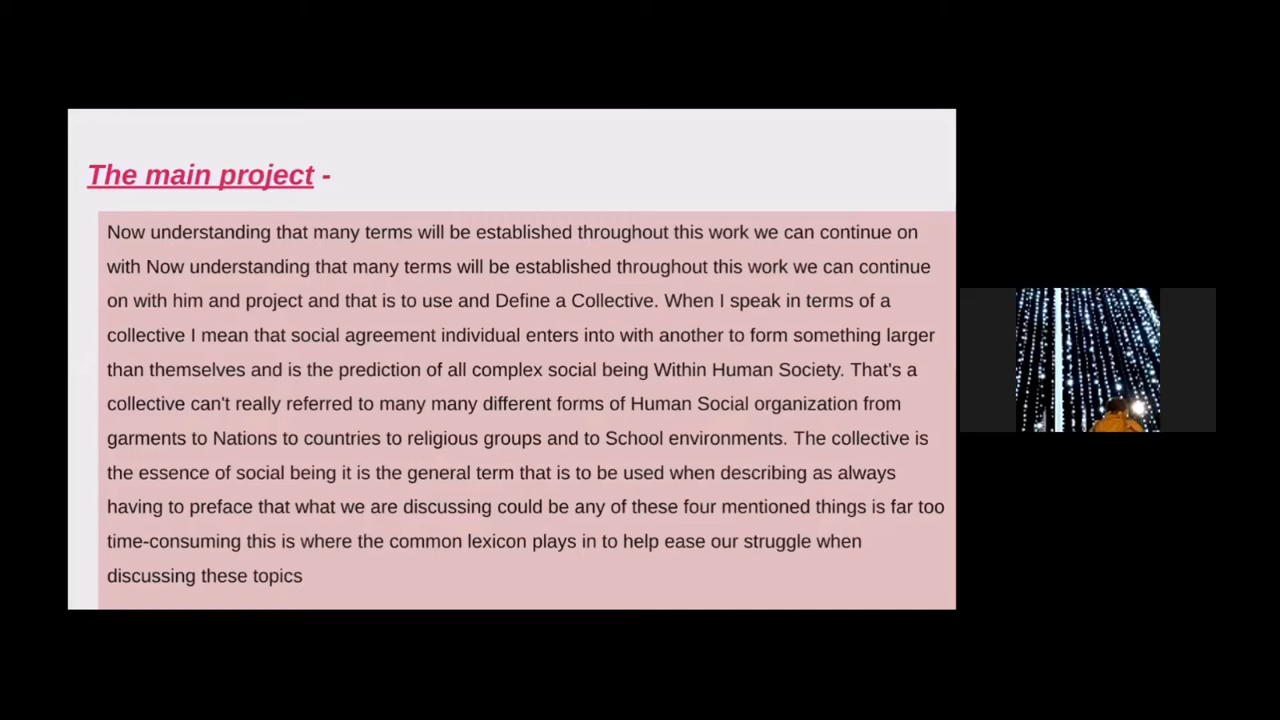 The main project -
Now understanding that many terms will be established throughout this work we can continue on
with Now understanding that many terms will be established throughout this work we can continue
on with him and project and that is to use and Define a Collective. When I speak in terms of a
collective I mean that social agreement individual enters into with another to form something larger
than themselves and is the prediction of all complex social being Within Human Society. That's a
collective can't really referred to many many different forms of Human Social organization from
garments to Nations to countries to religious groups and to School environments. The collective is
the essence of social being it is the general term that is to be used when describing as always
having to preface that what we are discussing could be any of these four mentioned things is far too
time-consuming this is where the common lexicon plays in to help ease our struggle when
discussing these topics